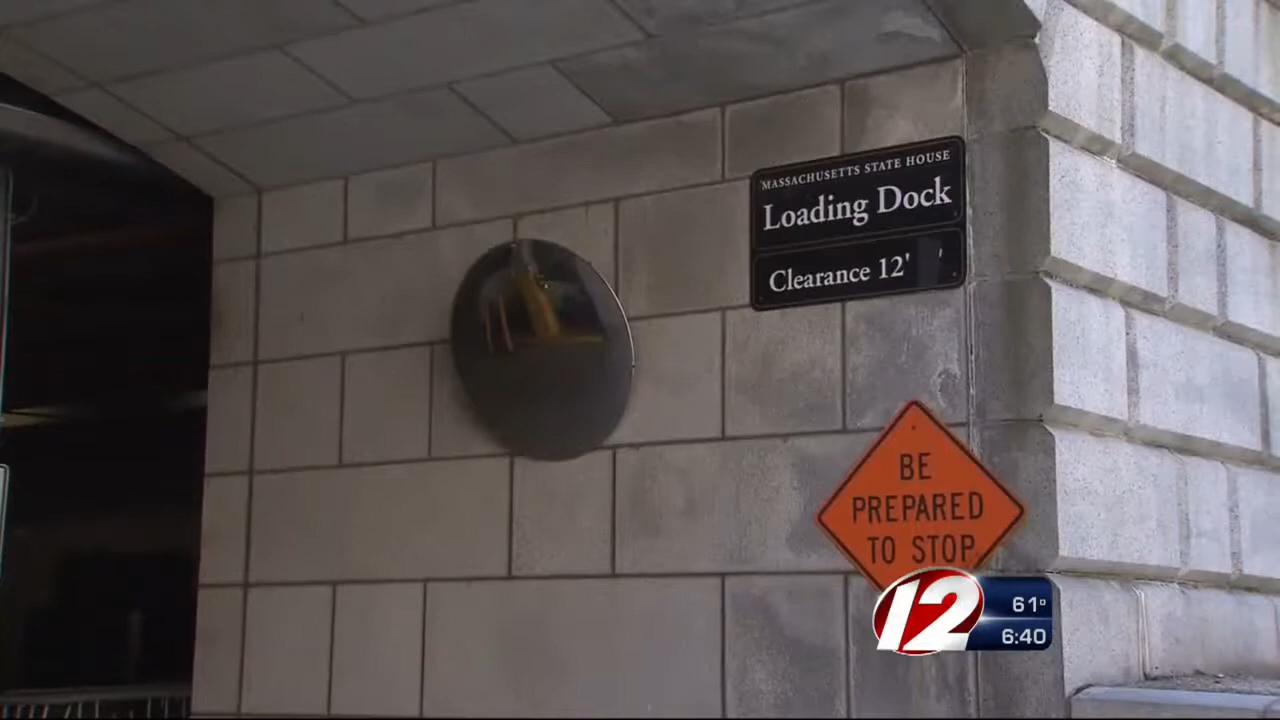 MASSACHUSETTS STATE HOUSE
Loading Dock
Clearance 12' '
BE
PREPARED
TO STOP
12
61°
6:40